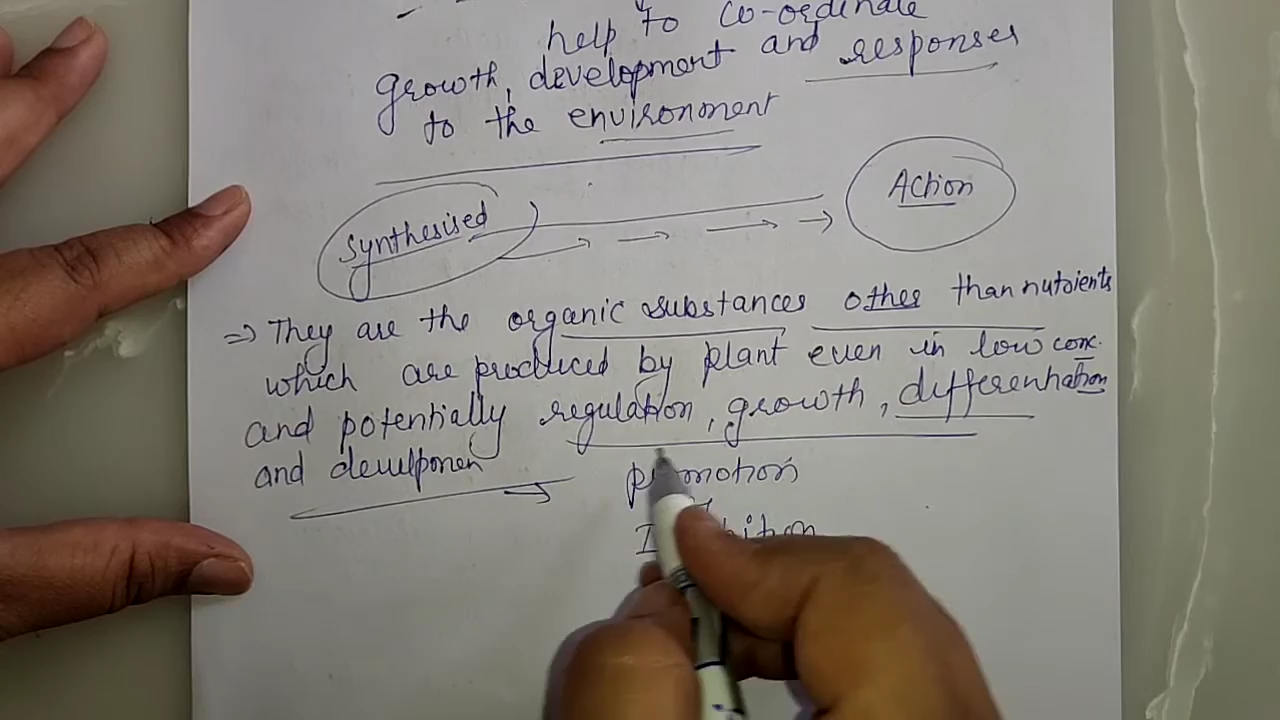 help to co-ordinate
growth, development and responses
to the environment
Synthesised
Action
=> They are the organic substances other than nutrients
which are produced by plant even in low conc.
and potentially regulation, growth, differentiation
and
promotion